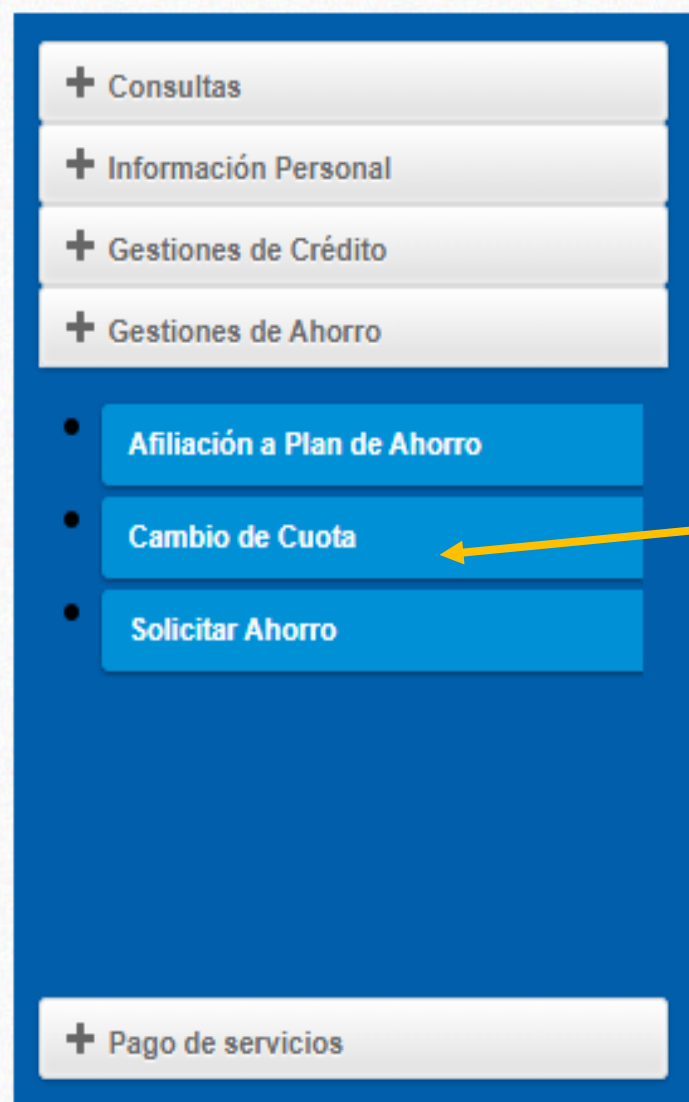 Consultas
Información Personal
Gestiones de Crédito
Gestiones de Ahorro
Afiliación a Plan de Ahorro
Cambio de Cuota
Solicitar Ahorro
Pago de servicios